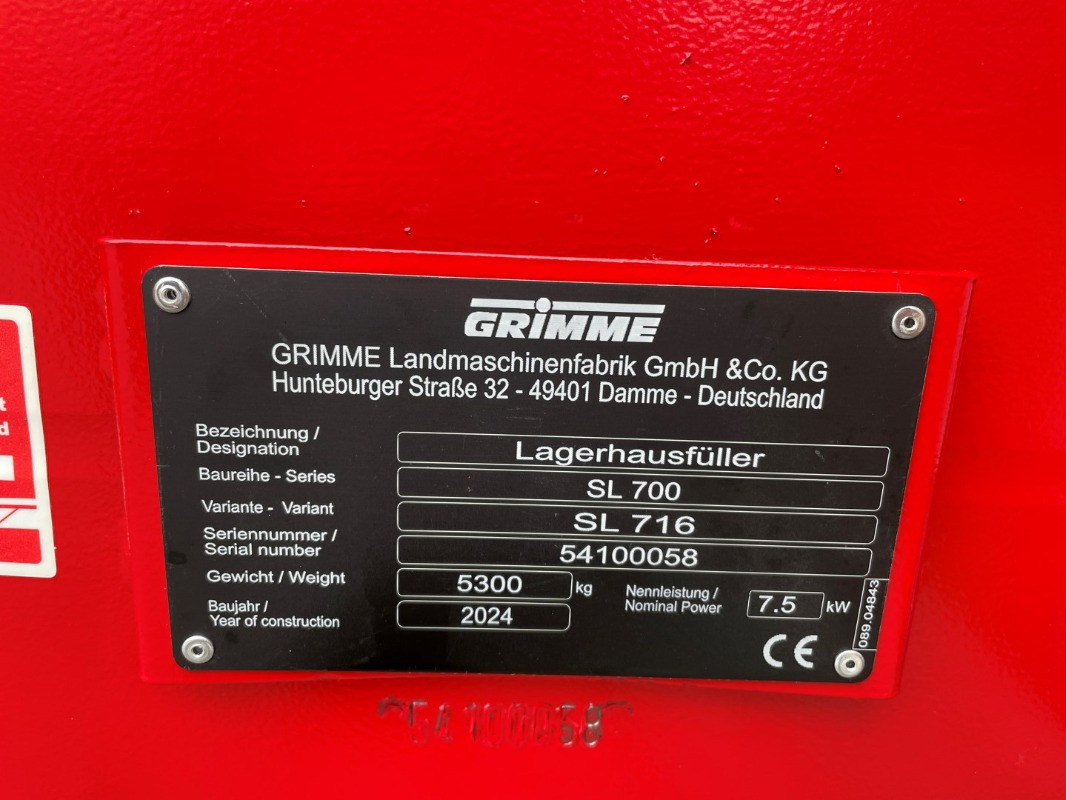 GRIMME
GRIMME Landmaschinenfabrik GmbH &Co. KG
Hunteburger Straße 32 - 49401 Damme - Deutschland
Bezeichnung /
Designation
Lagerhausfüller
Baureihe - Series
SL 700
Variante - Variant
SL 716
Seriennummer /
Serial number
54100058
Gewicht / Weight
5300 kg
Nennleistung /
Nominal Power
7.5 kW
Baujahr /
Year of construction
2024
CE
089.04843
54100058